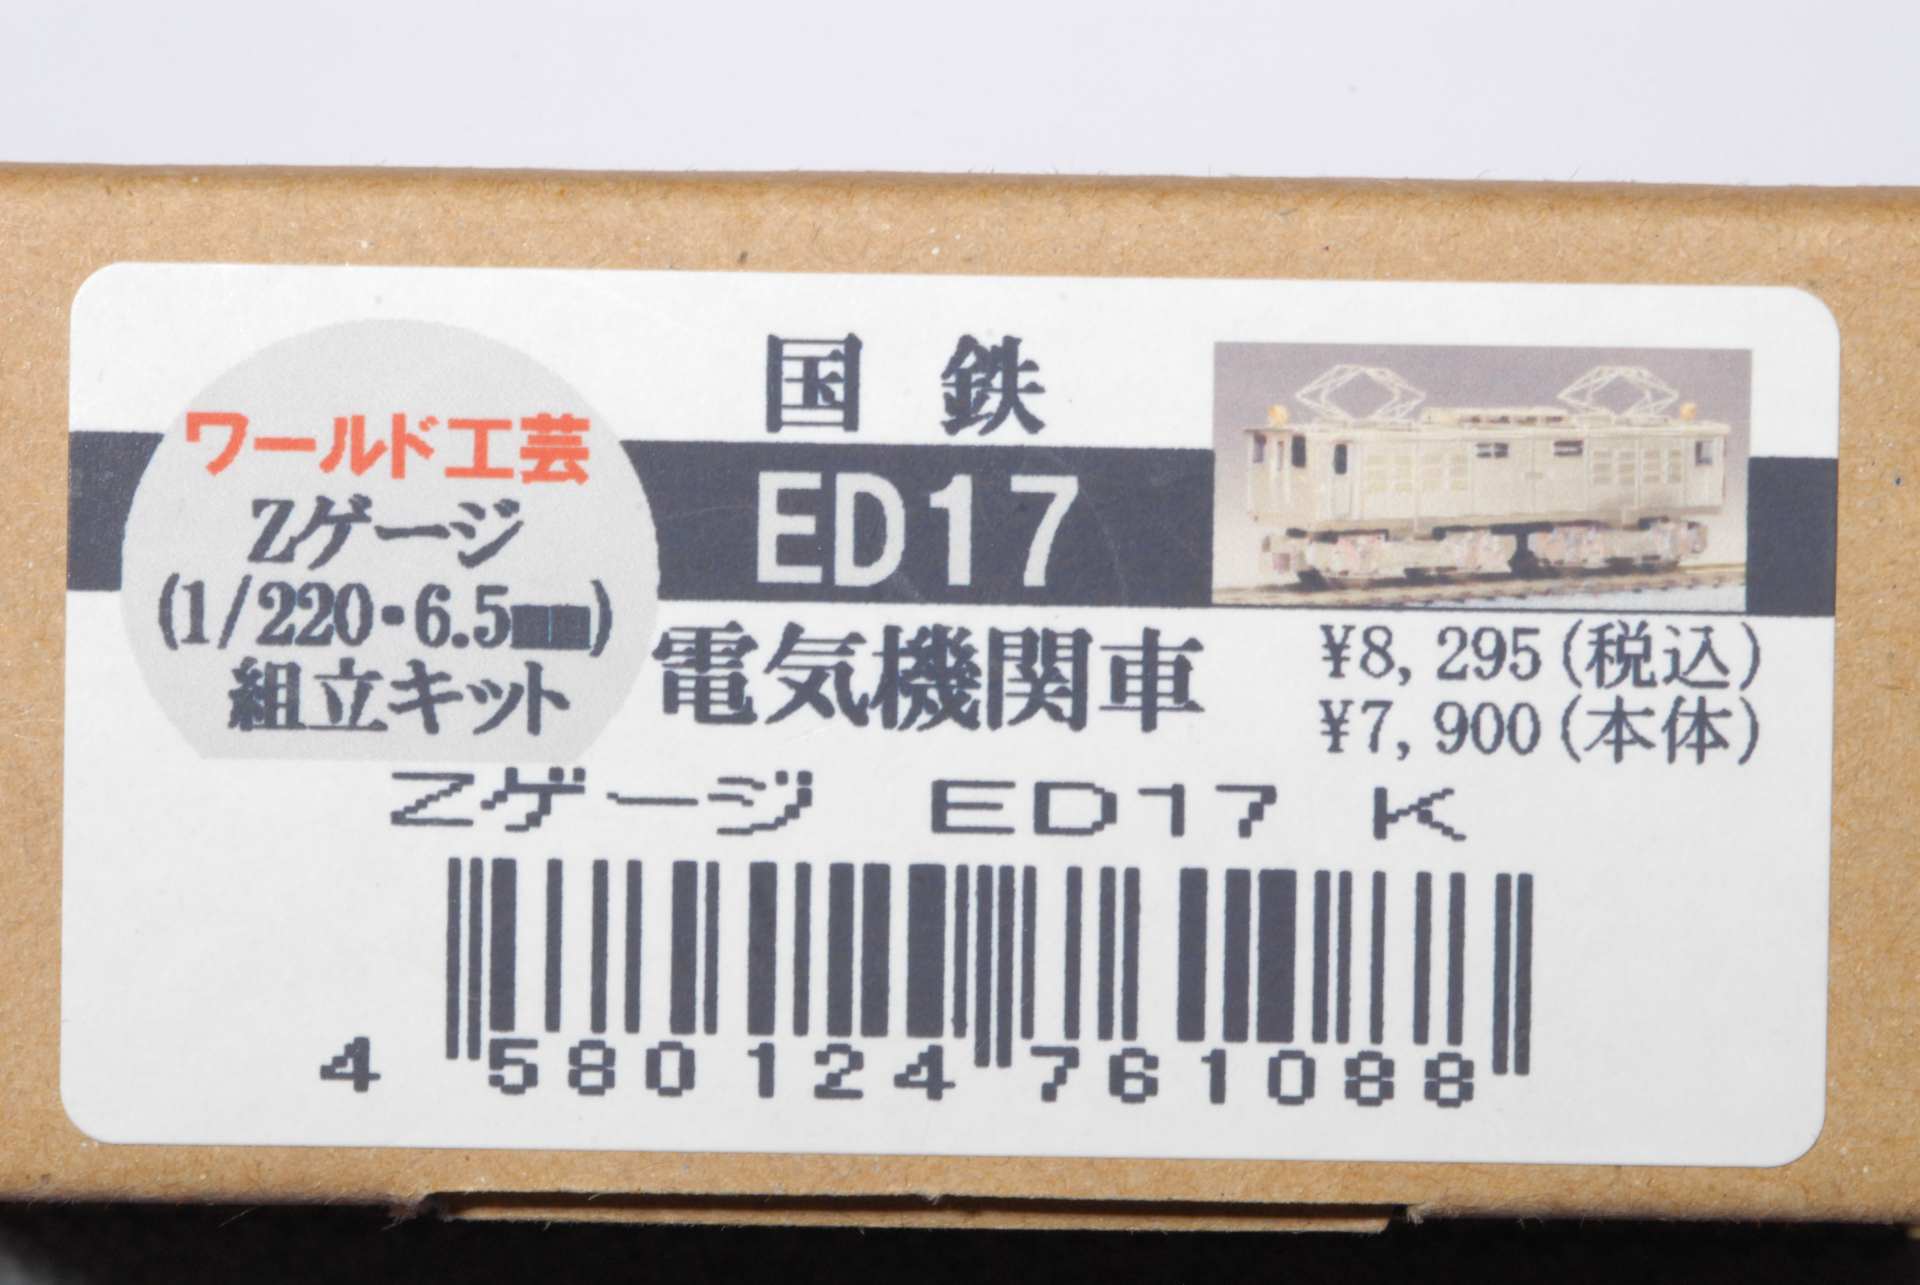 ワールド工芸
Zゲージ
(1/220・6.5mm)
組立キット
国鉄
ED17
電気機関車
¥8,295(税込)
¥7,900(本体)
Zゲージ ED17 K
4 580124 761088